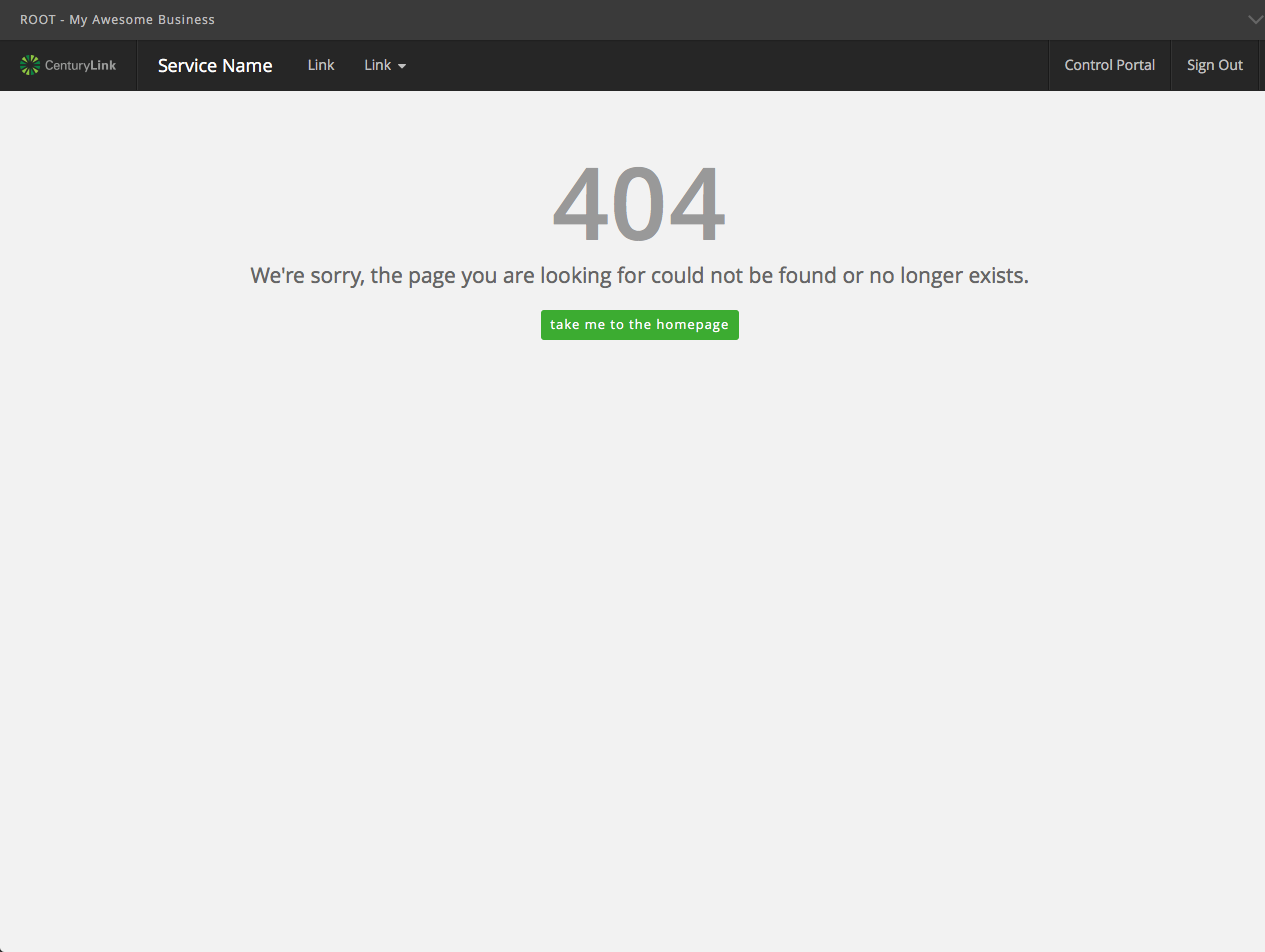 ROOT - My Awesome Business
CenturyLink Service Name Link Link Control Portal Sign Out
404
We're sorry, the page you are looking for could not be found or no longer exists.
take me to the homepage